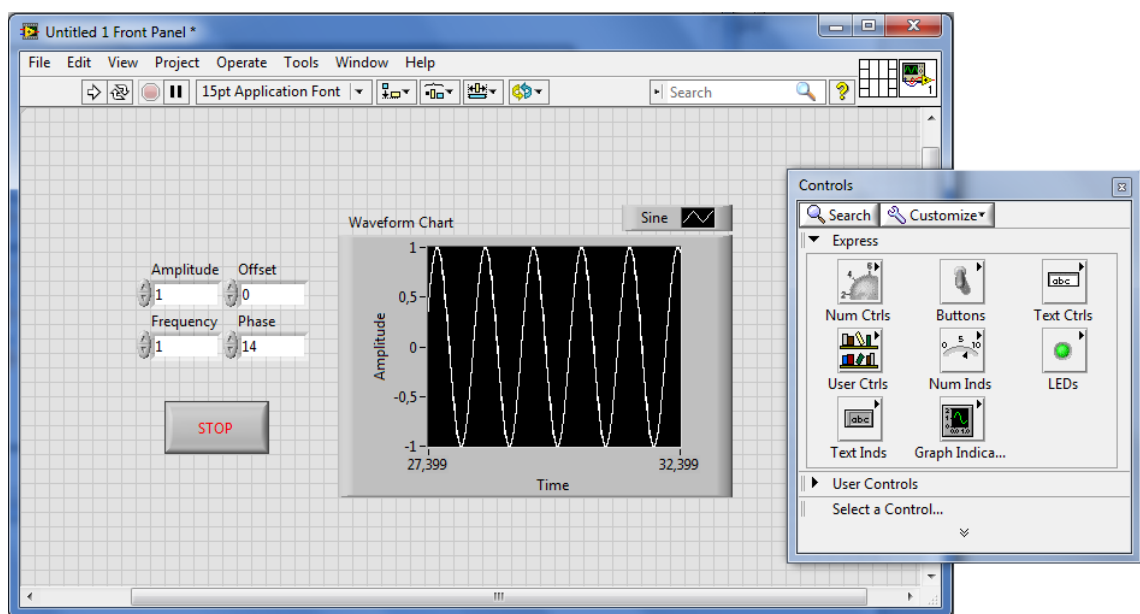 Untitled 1 Front Panel *
File Edit View Project Operate Tools Window Help
15pt Application Font
Search
?
1
Waveform Chart
Sine
Amplitude Offset
1 0
Frequency Phase
1 14
STOP
Amplitude
1
0,5
0
-0,5
-1
27,399 32,399
Time
Controls
Search Customize
Express
Num Ctrls Buttons Text Ctrls
abc
User Ctrls Num Inds LEDs
0 5 10
abc
Text Inds Graph Indica...
User Controls
Select a Control...